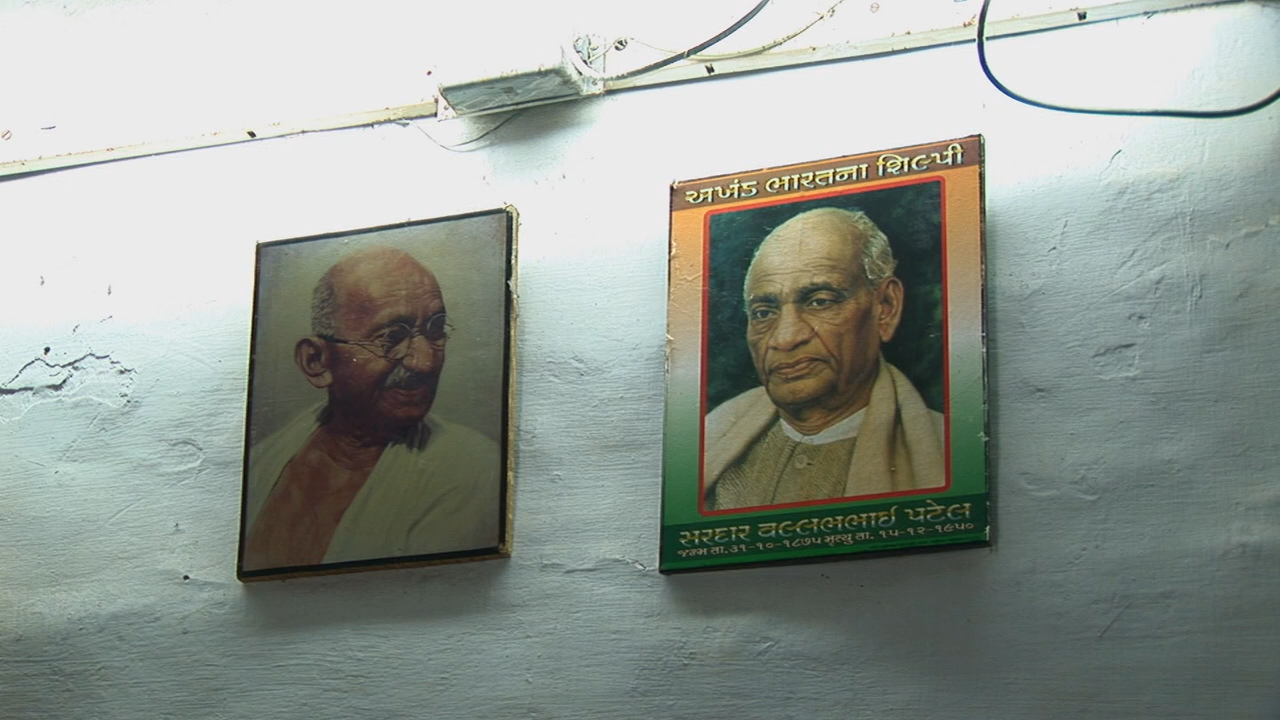 અખંડ ભારતના શિલ્પી
સરદાર વલ્લભભાઈ પટેલ
જન્મ તા. ૩૧-૧૦-૧૮૭૫ મૃત્યુ તા. ૧૫-૧૨-૧૯૫૦